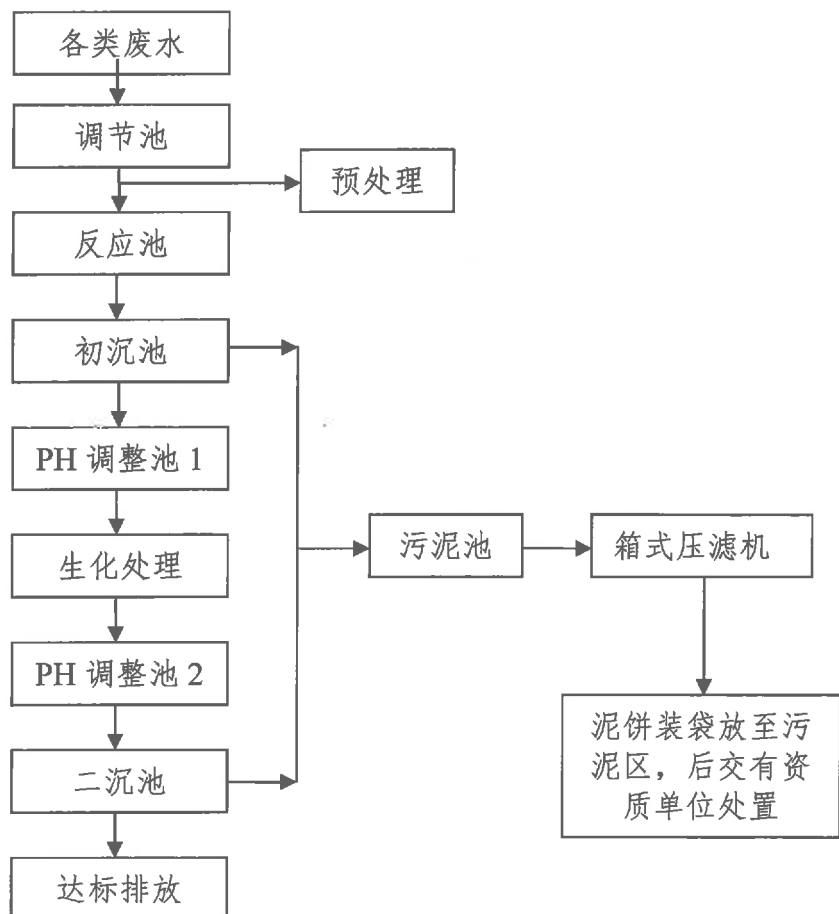 各类废水
调节池
预处理
反应池
初沉池
PH 调整池 1
生化处理
污泥池
箱式压滤机
PH 调整池 2
二沉池
泥饼装袋放至污
泥区，后交有资
质单位处置
达标排放